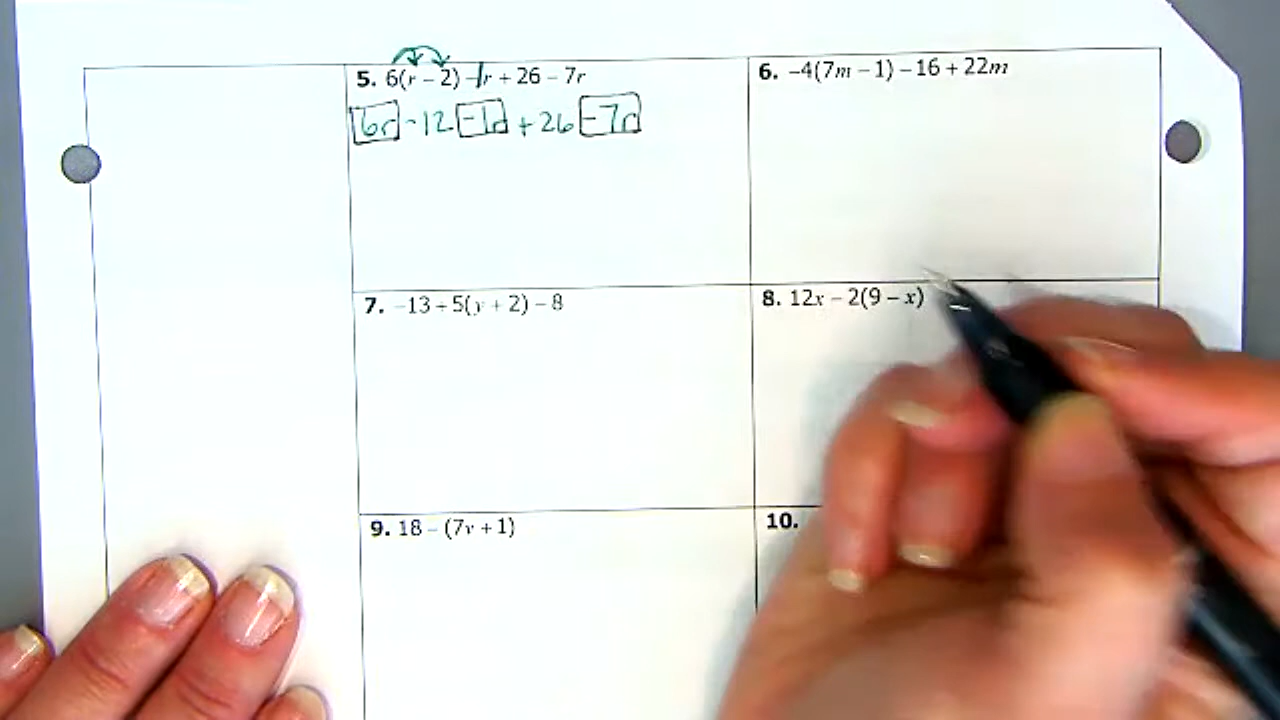 5. 6(r − 2) − 1r + 26 − 7r
6r - 12 - 1r + 26 - 7r
6. −4(7m − 1) − 16 + 22m
7. −13 + 5(y + 2) − 8
8. 12x − 2(9 − x)
9. 18 − (7v + 1)
10.